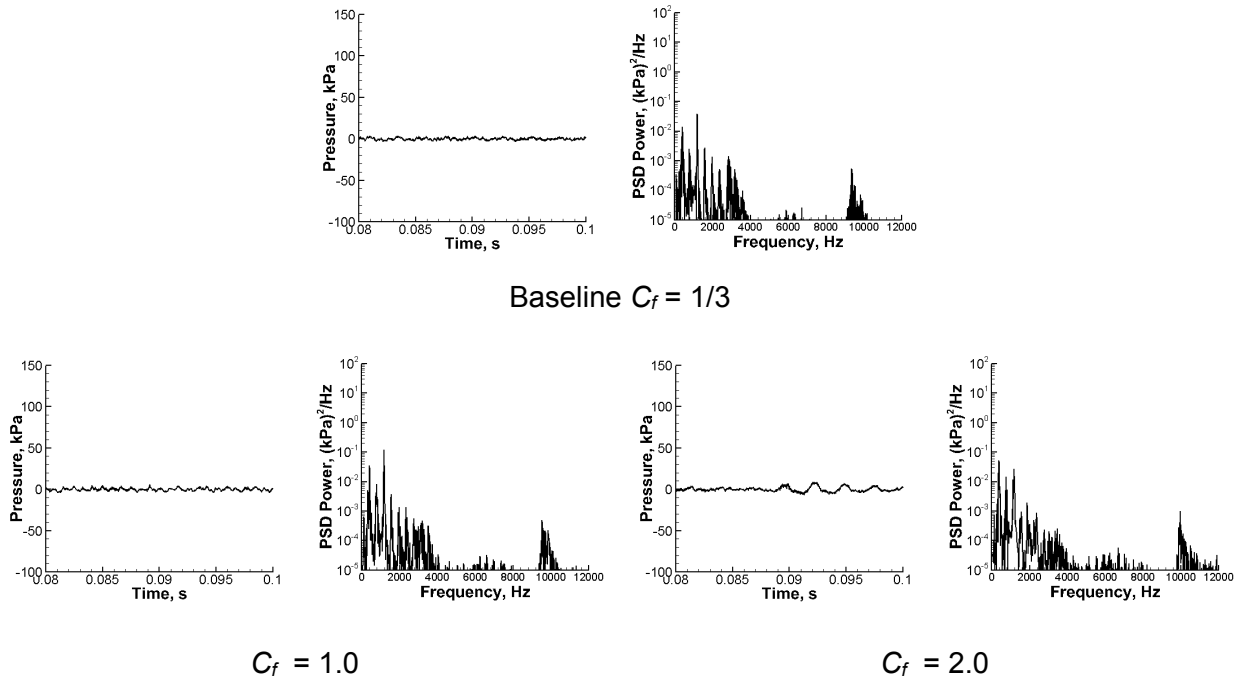 150
100
50
0
-50
-100
Pressure, kPa
0.08 0.085 0.09 0.095 0.1
Time, s
10² 
10¹
10⁰
10⁻¹
10⁻²
10⁻³
10⁻⁴
10⁻⁵
PSD Power, (kPa)²/Hz
0 2000 4000 6000 8000 10000 12000
Frequency, Hz
Baseline Cf = 1/3
150
100
50
0
-50
-100
Pressure, kPa
0.08 0.085 0.09 0.095 0.1
Time, s
10²
10¹
10⁰
10⁻¹
10⁻²
10⁻³
10⁻⁴
10⁻⁵
PSD Power, (kPa)²/Hz
0 2000 4000 6000 8000 10000 12000
Frequency, Hz
150
100
50
0
-50
-100
Pressure, kPa
0.08 0.085 0.09 0.095 0.1
Time, s
10²
10¹
10⁰
10⁻¹
10⁻²
10⁻³
10⁻⁴
10⁻⁵
PSD Power, (kPa)²/Hz
0 2000 4000 6000 8000 10000 12000
Frequency, Hz
Cf = 1.0
Cf = 2.0